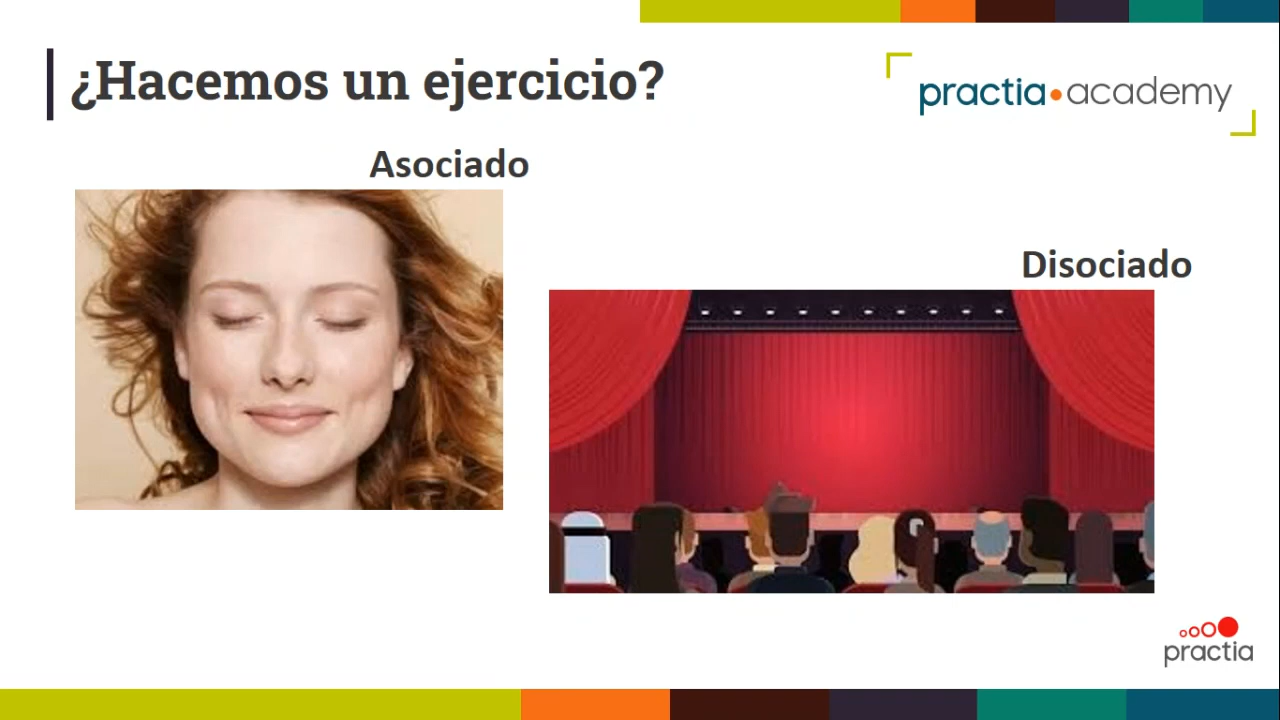 ¿Hacemos un ejercicio?
practia•academy
Asociado
Disociado
practia